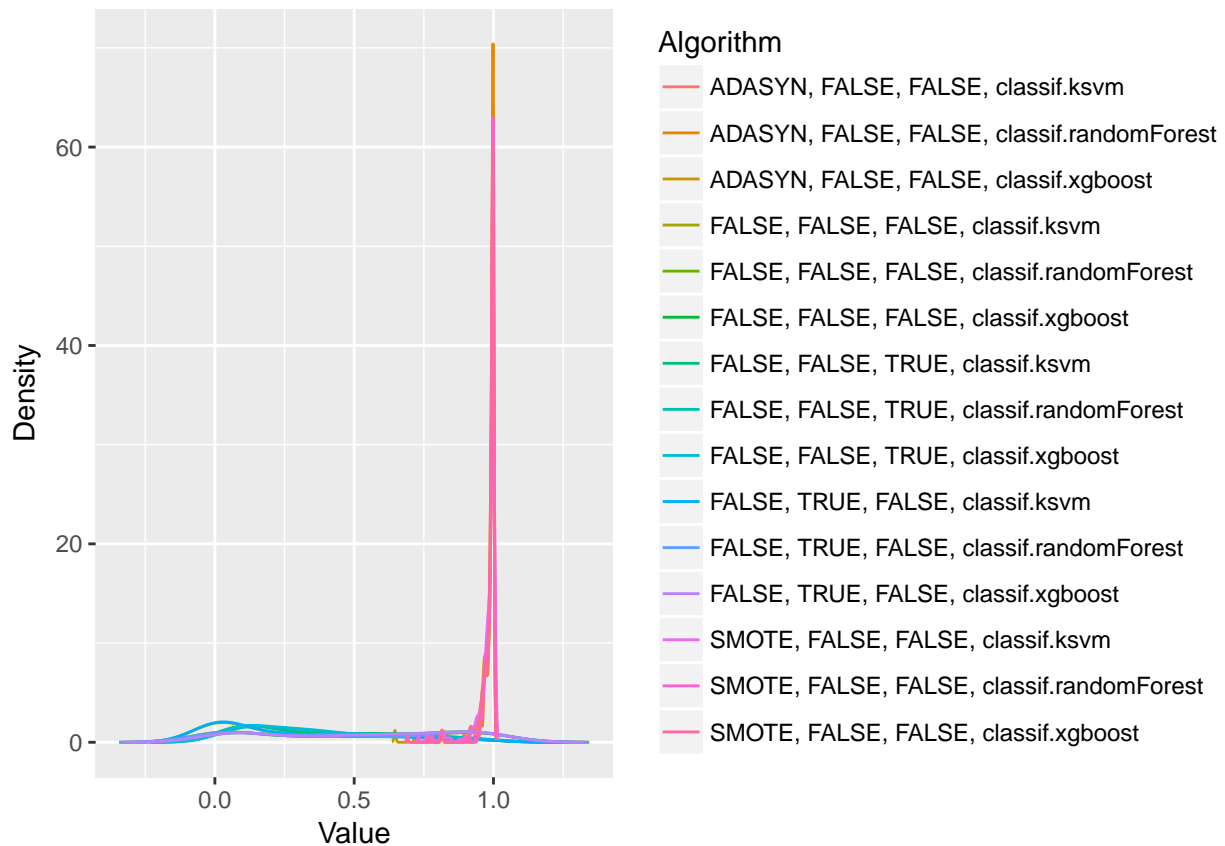 60
40
20
0
Density
0.0 0.5 1.0
Value
Algorithm
ADASYN, FALSE, FALSE, classif.ksvm
ADASYN, FALSE, FALSE, classif.randomForest
ADASYN, FALSE, FALSE, classif.xgboost
FALSE, FALSE, FALSE, classif.ksvm
FALSE, FALSE, FALSE, classif.randomForest
FALSE, FALSE, FALSE, classif.xgboost
FALSE, FALSE, TRUE, classif.ksvm
FALSE, FALSE, TRUE, classif.randomForest
FALSE, FALSE, TRUE, classif.xgboost
FALSE, TRUE, FALSE, classif.ksvm
FALSE, TRUE, FALSE, classif.randomForest
FALSE, TRUE, FALSE, classif.xgboost
SMOTE, FALSE, FALSE, classif.ksvm
SMOTE, FALSE, FALSE, classif.randomForest
SMOTE, FALSE, FALSE, classif.xgboost